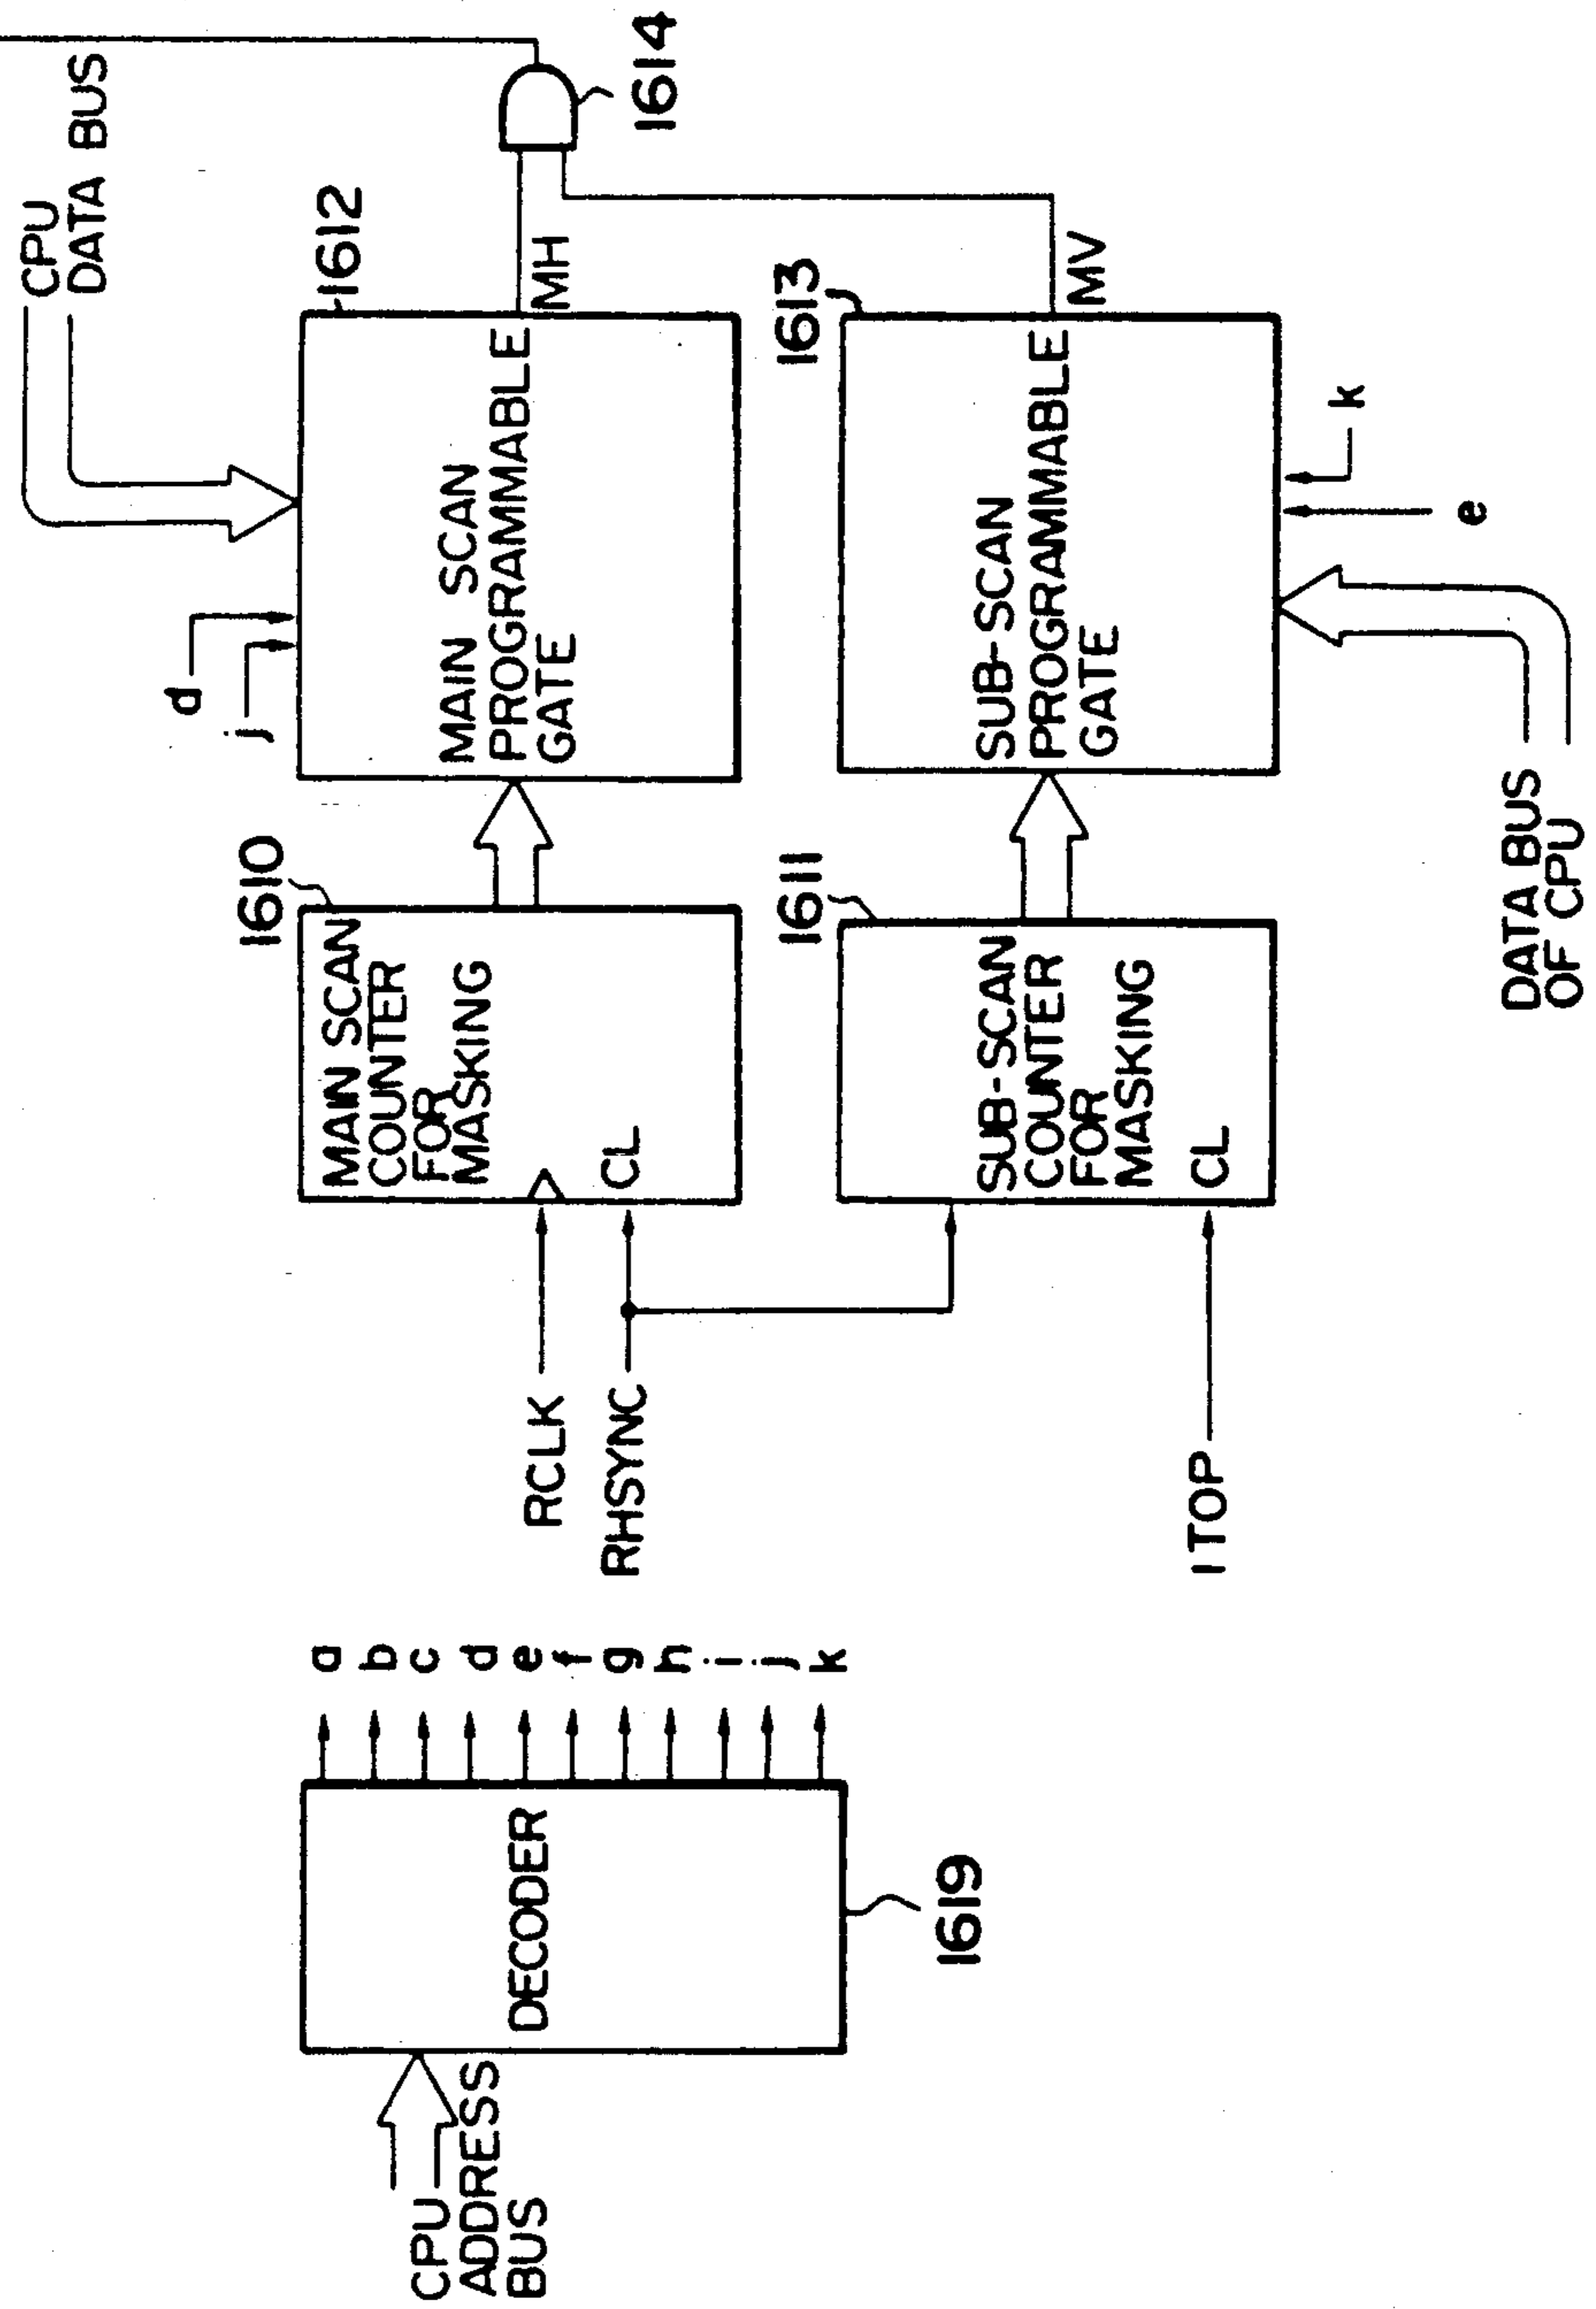 CPU
ADDRESS
BUS
DECODER
1619
a
b
c
d
e
f
g
h
i
j
k
RCLK
RHSYNC
ITOP
1610
MAIN SCAN
COUNTER
FOR
MASKING
CL
1611
SUB-SCAN
COUNTER
FOR
MASKING
CL
d
j
CPU
DATA BUS
1612
MAIN SCAN
PROGRAMMABLE
GATE
MH
1613
SUB-SCAN
PROGRAMMABLE
GATE
MV
e
k
DATA BUS
OF CPU
1614